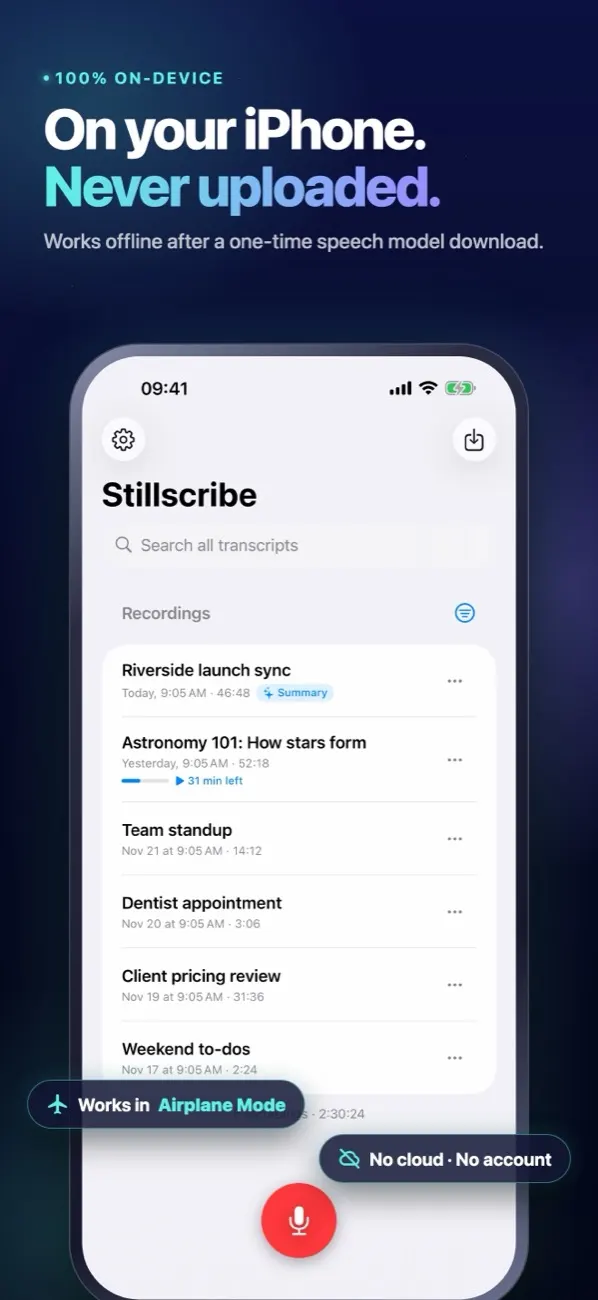 • 100% ON-DEVICE
On your iPhone.
Never uploaded.
Works offline after a one-time speech model download.
09:41
Stillscribe
Search all transcripts
Recordings
Riverside launch sync
Today, 9:05 AM · 46:48 Summary
Astronomy 101: How stars form
Yesterday, 9:05 AM · 52:18
31 min left
Team standup
Nov 21 at 9:05 AM · 14:12
Dentist appointment
Nov 20 at 9:05 AM · 3:06
Client pricing review
Nov 19 at 9:05 AM · 31:36
Weekend to-dos
Nov 17 at 9:05 AM · 2:24
Works in Airplane Mode
· 2:30:24
No cloud · No account